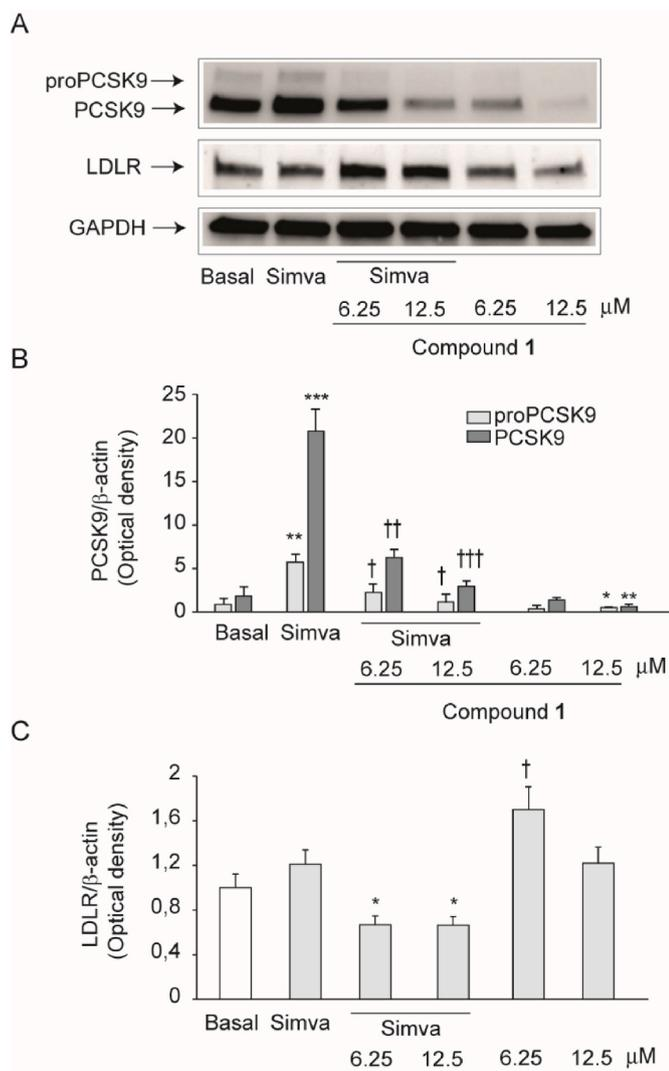 A
proPCSK9
PCSK9
LDLR
GAPDH
Basal Simva Simva
6.25 12.5 6.25 12.5 μM
Compound 1
B
25
20
15
10
5
0
PCSK9/β-actin
(Optical density)
proPCSK9
PCSK9
** *** † †† † ††† * **
Basal Simva Simva
6.25 12.5 6.25 12.5 μM
Compound 1
C
2
1,6
1,2
0,8
0,4
0
LDLR/β-actin
(Optical density)
* * †
Basal Simva Simva
6.25 12.5 6.25 12.5 μM